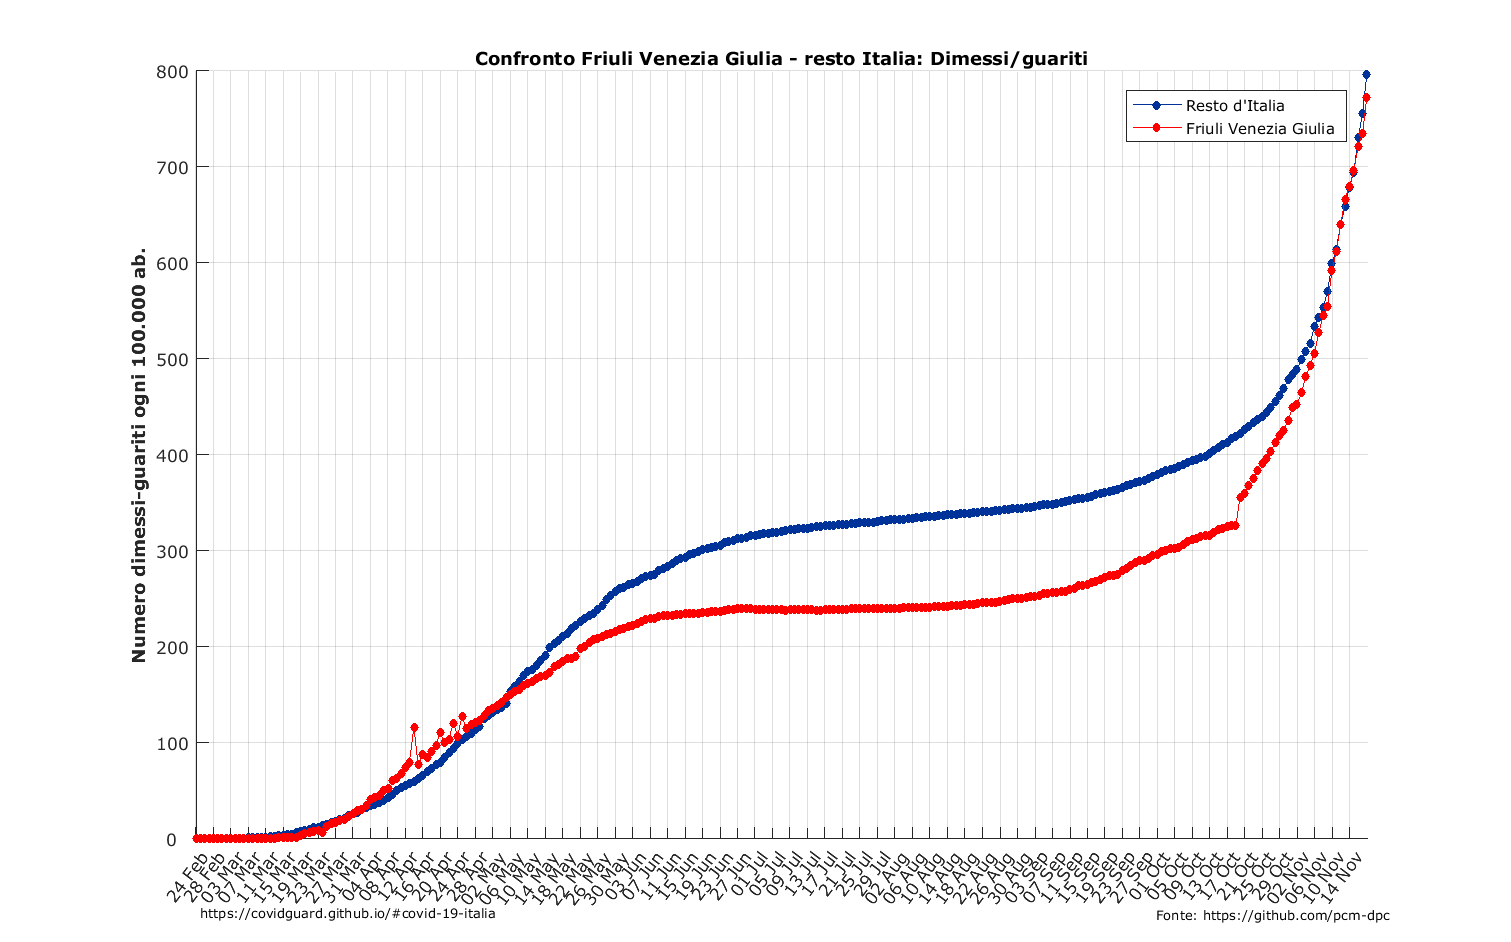 Confronto Friuli Venezia Giulia - resto Italia: Dimessi/guariti
Resto d'Italia
Friuli Venezia Giulia
Numero dimessi-guariti ogni 100.000 ab.
800
700
600
500
400
300
200
100
0
24 Feb
28 Feb
03 Mar
07 Mar
11 Mar
15 Mar
19 Mar
23 Mar
27 Mar
31 Mar
04 Apr
08 Apr
12 Apr
16 Apr
20 Apr
24 Apr
28 Apr
02 May
06 May
10 May
14 May
18 May
22 May
26 May
30 May
03 Jun
07 Jun
11 Jun
15 Jun
19 Jun
23 Jun
27 Jun
01 Jul
05 Jul
09 Jul
13 Jul
17 Jul
21 Jul
25 Jul
29 Jul
02 Aug
06 Aug
10 Aug
14 Aug
18 Aug
22 Aug
26 Aug
30 Aug
03 Sep
07 Sep
11 Sep
15 Sep
19 Sep
23 Sep
27 Sep
01 Oct
05 Oct
09 Oct
13 Oct
17 Oct
21 Oct
25 Oct
29 Oct
02 Nov
06 Nov
10 Nov
14 Nov
https://covidguard.github.io/#covid-19-italia
Fonte: https://github.com/pcm-dpc